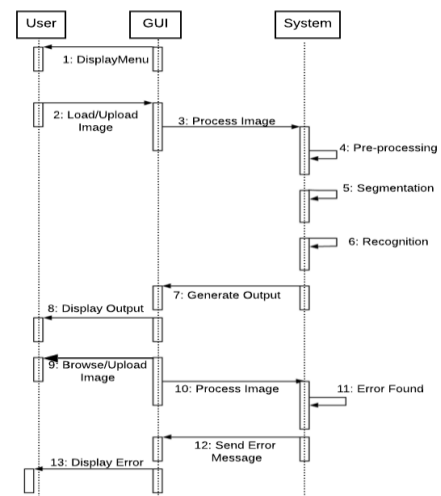 User
GUI
System
1: DisplayMenu
2: Load/Upload
Image
3: Process Image
4: Pre-processing
5: Segmentation
6: Recognition
7: Generate Output
8: Display Output
9: Browse/Upload
Image
10: Process Image
11: Error Found
12: Send Error
Message
13: Display Error